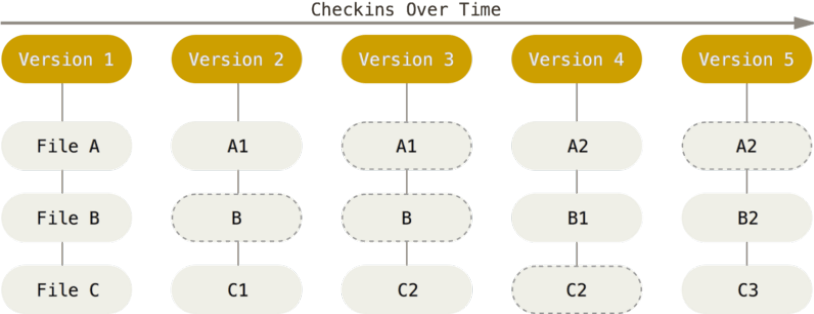 Checkins Over Time
Version 1 Version 2 Version 3 Version 4 Version 5
File A A1 A1 A2 A2
File B B B B1 B2
File C C1 C2 C2 C3